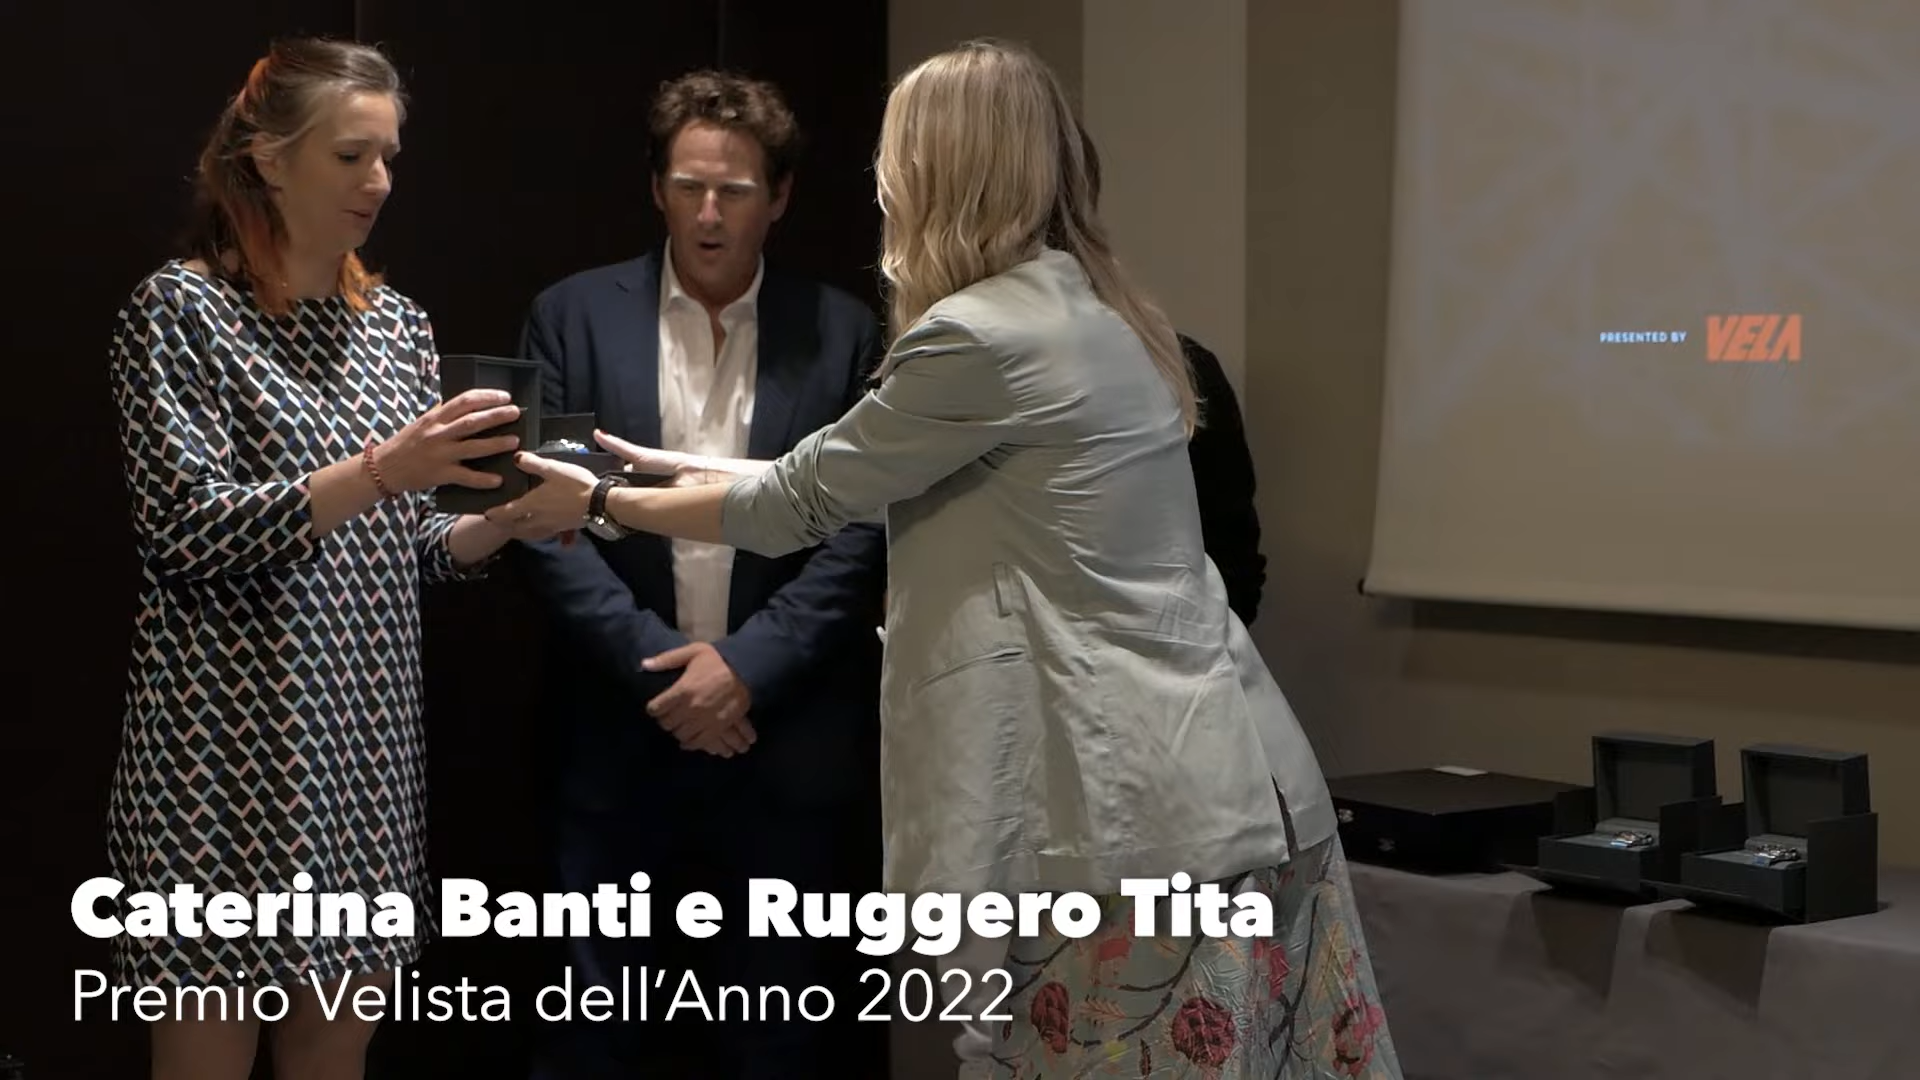 PRESENTED BY VELA
Caterina Banti e Ruggero Tita
Premio Velista dell’Anno 2022